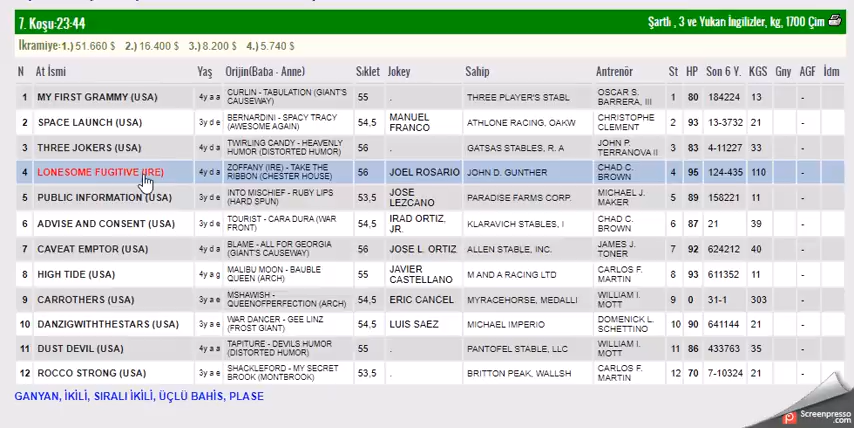 7. Koşu:23:44 Şartlı , 3 ve Yukarı İngilizler, kg, 1700 Çim
İkramiye: 1.) 51.660 $ 2.) 16.400 $ 3.) 8.200 $ 4.) 5.740 $
N At İsmi Yaş Orijin(Baba - Anne) Sıklet Jokey Sahip Antrenör St HP Son 6 Y. KGS Gny AGF İdm
1 MY FIRST GRAMMY (USA) 4y a a CURLIN - TABULATION (GIANT'S CAUSEWAY) 55 . THREE PLAYER'S STABL OSCAR S. BARRERA, III 1 80 184224 13 -
2 SPACE LAUNCH (USA) 3y d e BERNARDINI - SPACY TRACY (AWESOME AGAIN) 54,5 MANUEL FRANCO ATHLONE RACING, OAKW CHRISTOPHE CLEMENT 2 93 13-3732 21 -
3 THREE JOKERS (USA) 4y d a TWIRLING CANDY - HEAVENLY HUMOR (DISTORTED HUMOR) 56 . GATSAS STABLES, R. A JOHN P. TERRANOVA II 3 83 4-11227 33 -
4 LONESOME FUGITIVE (IRE) 4y d a ZOFFANY (IRE) - TAKE THE RIBBON (CHESTER HOUSE) 56 JOEL ROSARIO JOHN D. GUNTHER CHAD C. BROWN 4 95 124-435 110 -
5 PUBLIC INFORMATION (USA) 3y d e INTO MISCHIEF - RUBY LIPS (HARD SPUN) 53,5 JOSE LEZCANO PARADISE FARMS CORP. MICHAEL J. MAKER 5 89 158221 11 -
6 ADVISE AND CONSENT (USA) 3y d e TOURIST - CARA DURA (WAR FRONT) 54,5 IRAD ORTIZ, JR. KLARAVICH STABLES, I CHAD C. BROWN 6 87 21 39 -
7 CAVEAT EMPTOR (USA) 4y d a BLAME - ALL FOR GEORGIA (GIANT'S CAUSEWAY) 56 JOSE L. ORTIZ ALLEN STABLE, INC. JAMES J. TONER 7 92 624212 40 -
8 HIGH TIDE (USA) 4y a g MALIBU MOON - BAUBLE QUEEN (ARCH) 55 JAVIER CASTELLANO M AND A RACING LTD CARLOS F. MARTIN 8 93 611352 11 -
9 CARROTHERS (USA) 3y a e MSHAWISH - QUEENOFPERFECTION (ARCH) 54,5 ERIC CANCEL MYRACEHORSE, MEDALLI WILLIAM I. MOTT 9 0 31-1 303 -
10 DANZIGWITHTHESTARS (USA) 3y a e WAR DANCER - GEE LINZ (FROST GIANT) 54,5 LUIS SAEZ MICHAEL IMPERIO DOMENICK L. SCHETTINO 10 90 641144 21 -
11 DUST DEVIL (USA) 4y a a TAPITURE - DEVILS HUMOR (DISTORTED HUMOR) 55 . PANTOFEL STABLE, LLC WILLIAM I. MOTT 11 86 433763 35 -
12 ROCCO STRONG (USA) 3y a e SHACKLEFORD - MY SECRET BROOK (MONTBROOK) 53,5 . BRITTON PEAK, WALLSH CARLOS F. MARTIN 12 70 7-10324 21 -
GANYAN, İKİLİ, SIRALI İKİLİ, ÜÇLÜ BAHİS, PLASE
Screenpresso.com